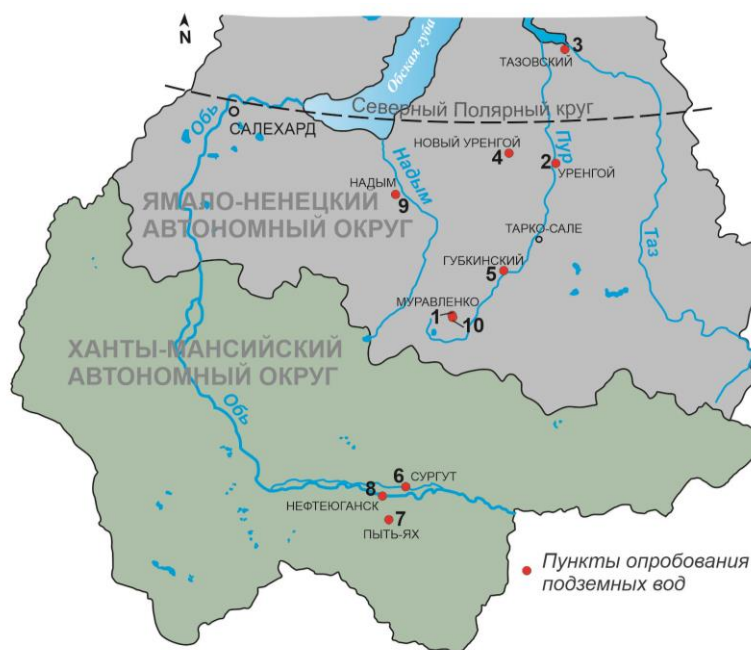 N
Обская губа
3
ТАЗОВСКИЙ
Северный Полярный круг
Обь
САЛЕХАРД
НОВЫЙ УРЕНГОЙ
4
Пур
2
УРЕНГОЙ
Надым
НАДЫМ
9
ЯМАЛО-НЕНЕЦКИЙ
АВТОНОМНЫЙ ОКРУГ
ТАРКО-САЛЕ
Таз
ГУБКИНСКИЙ
5
МУРАВЛЕНКО
1
10
ХАНТЫ-МАНСИЙСКИЙ
АВТОНОМНЫЙ ОКРУГ
Обь
6 СУРГУТ
8
НЕФТЕЮГАНСК
7
ПЫТЬ-ЯХ
Пункты опробования
подземных вод